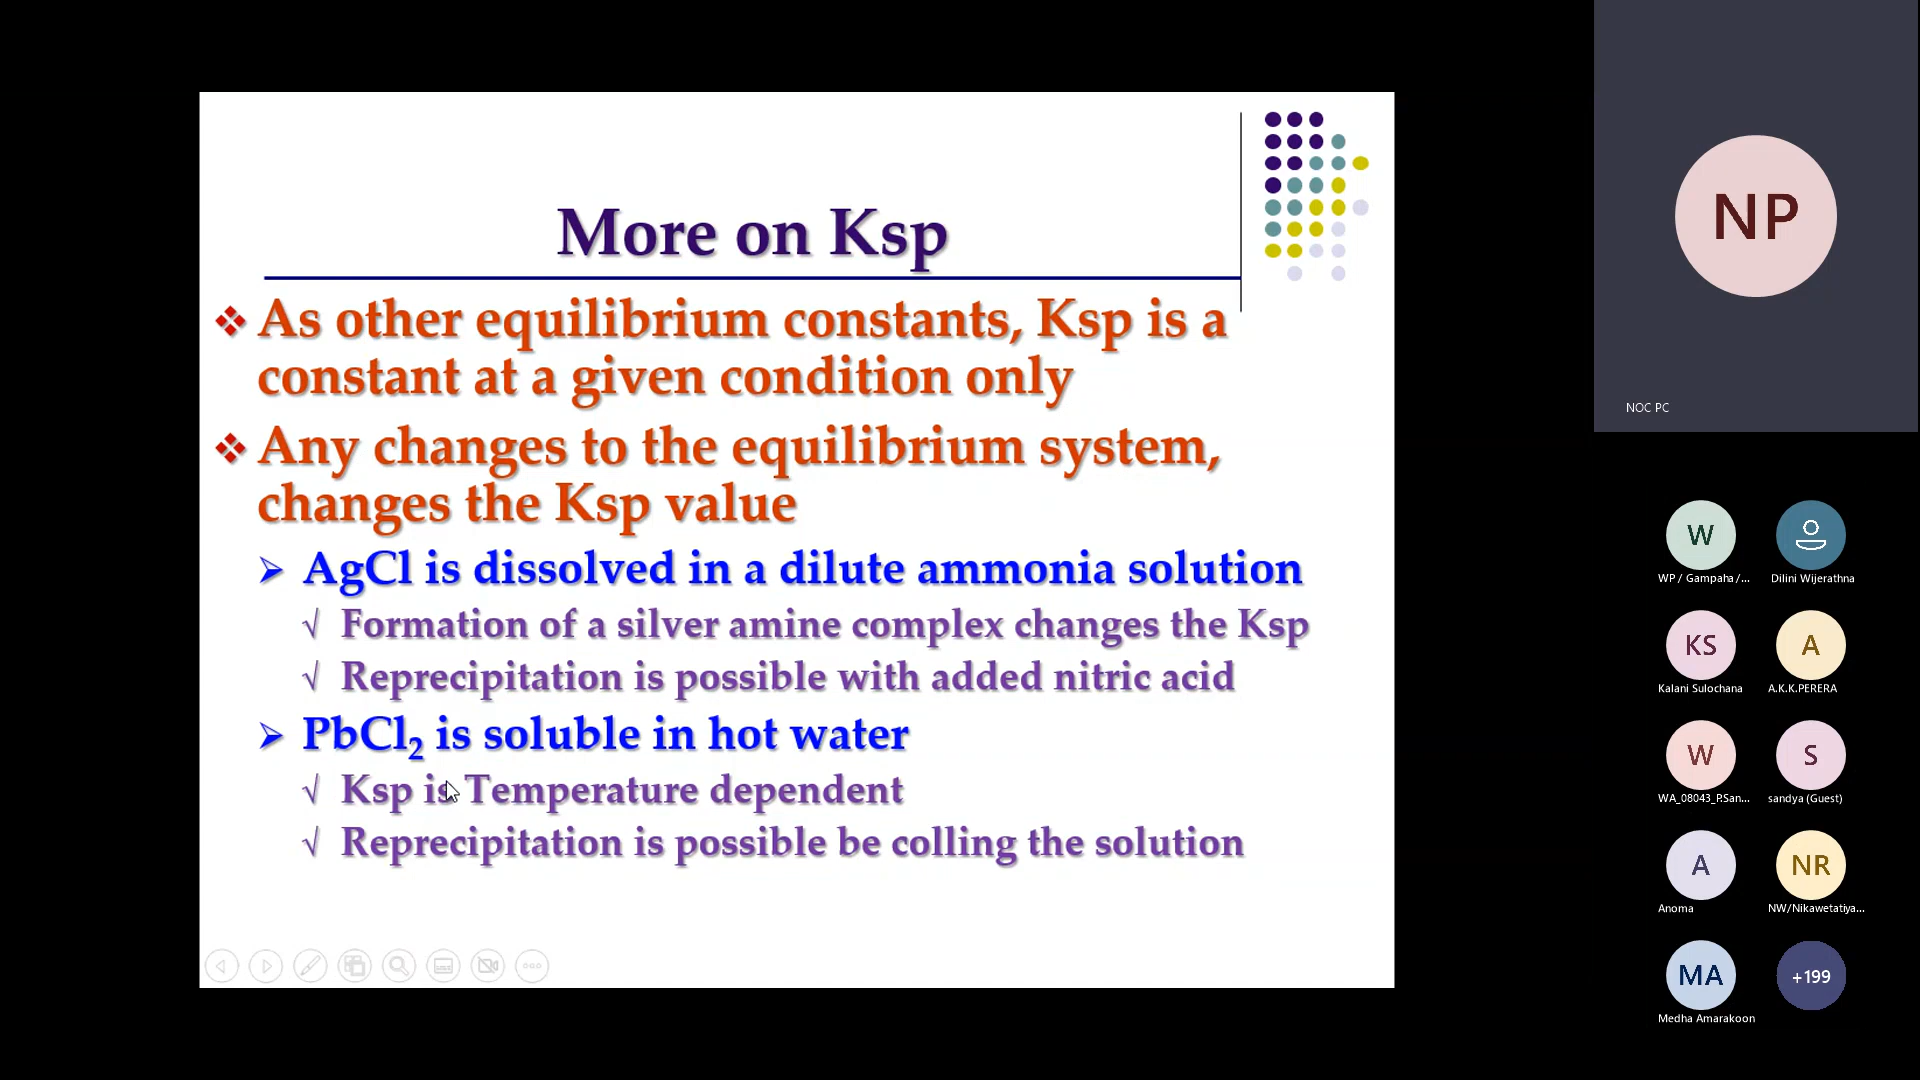 More on Ksp
As other equilibrium constants, Ksp is a
constant at a given condition only
Any changes to the equilibrium system,
changes the Ksp value
AgCl is dissolved in a dilute ammonia solution
√ Formation of a silver amine complex changes the Ksp
√ Reprecipitation is possible with added nitric acid
PbCl₂ is soluble in hot water
√ Ksp is Temperature dependent
√ Reprecipitation is possible be colling the solution
NP
NOC PC
W
WP / Gampaha /...
Dilini Wijerathna
KS
Kalani Sulochana
A
A.K.K.PERERA
W
WA_08043_P.San...
S
sandya (Guest)
A
Anoma
NR
NW/Nikawetatiya...
MA
Medha Amarakoon
+199